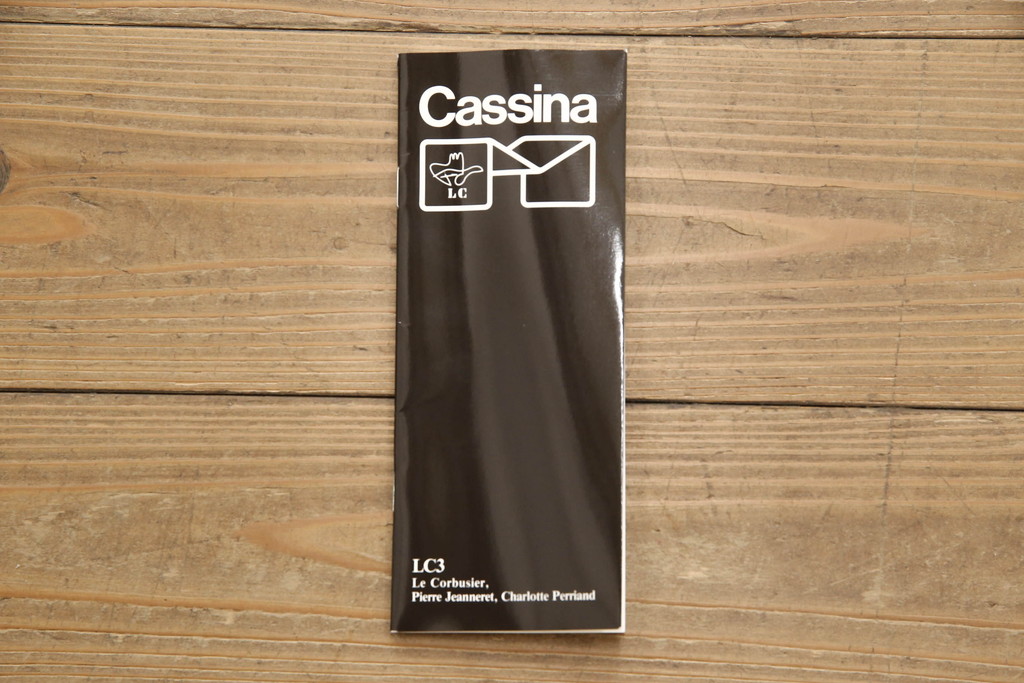 Cassina
LC
LC3
Le Corbusier,
Pierre Jeanneret, Charlotte Perriand